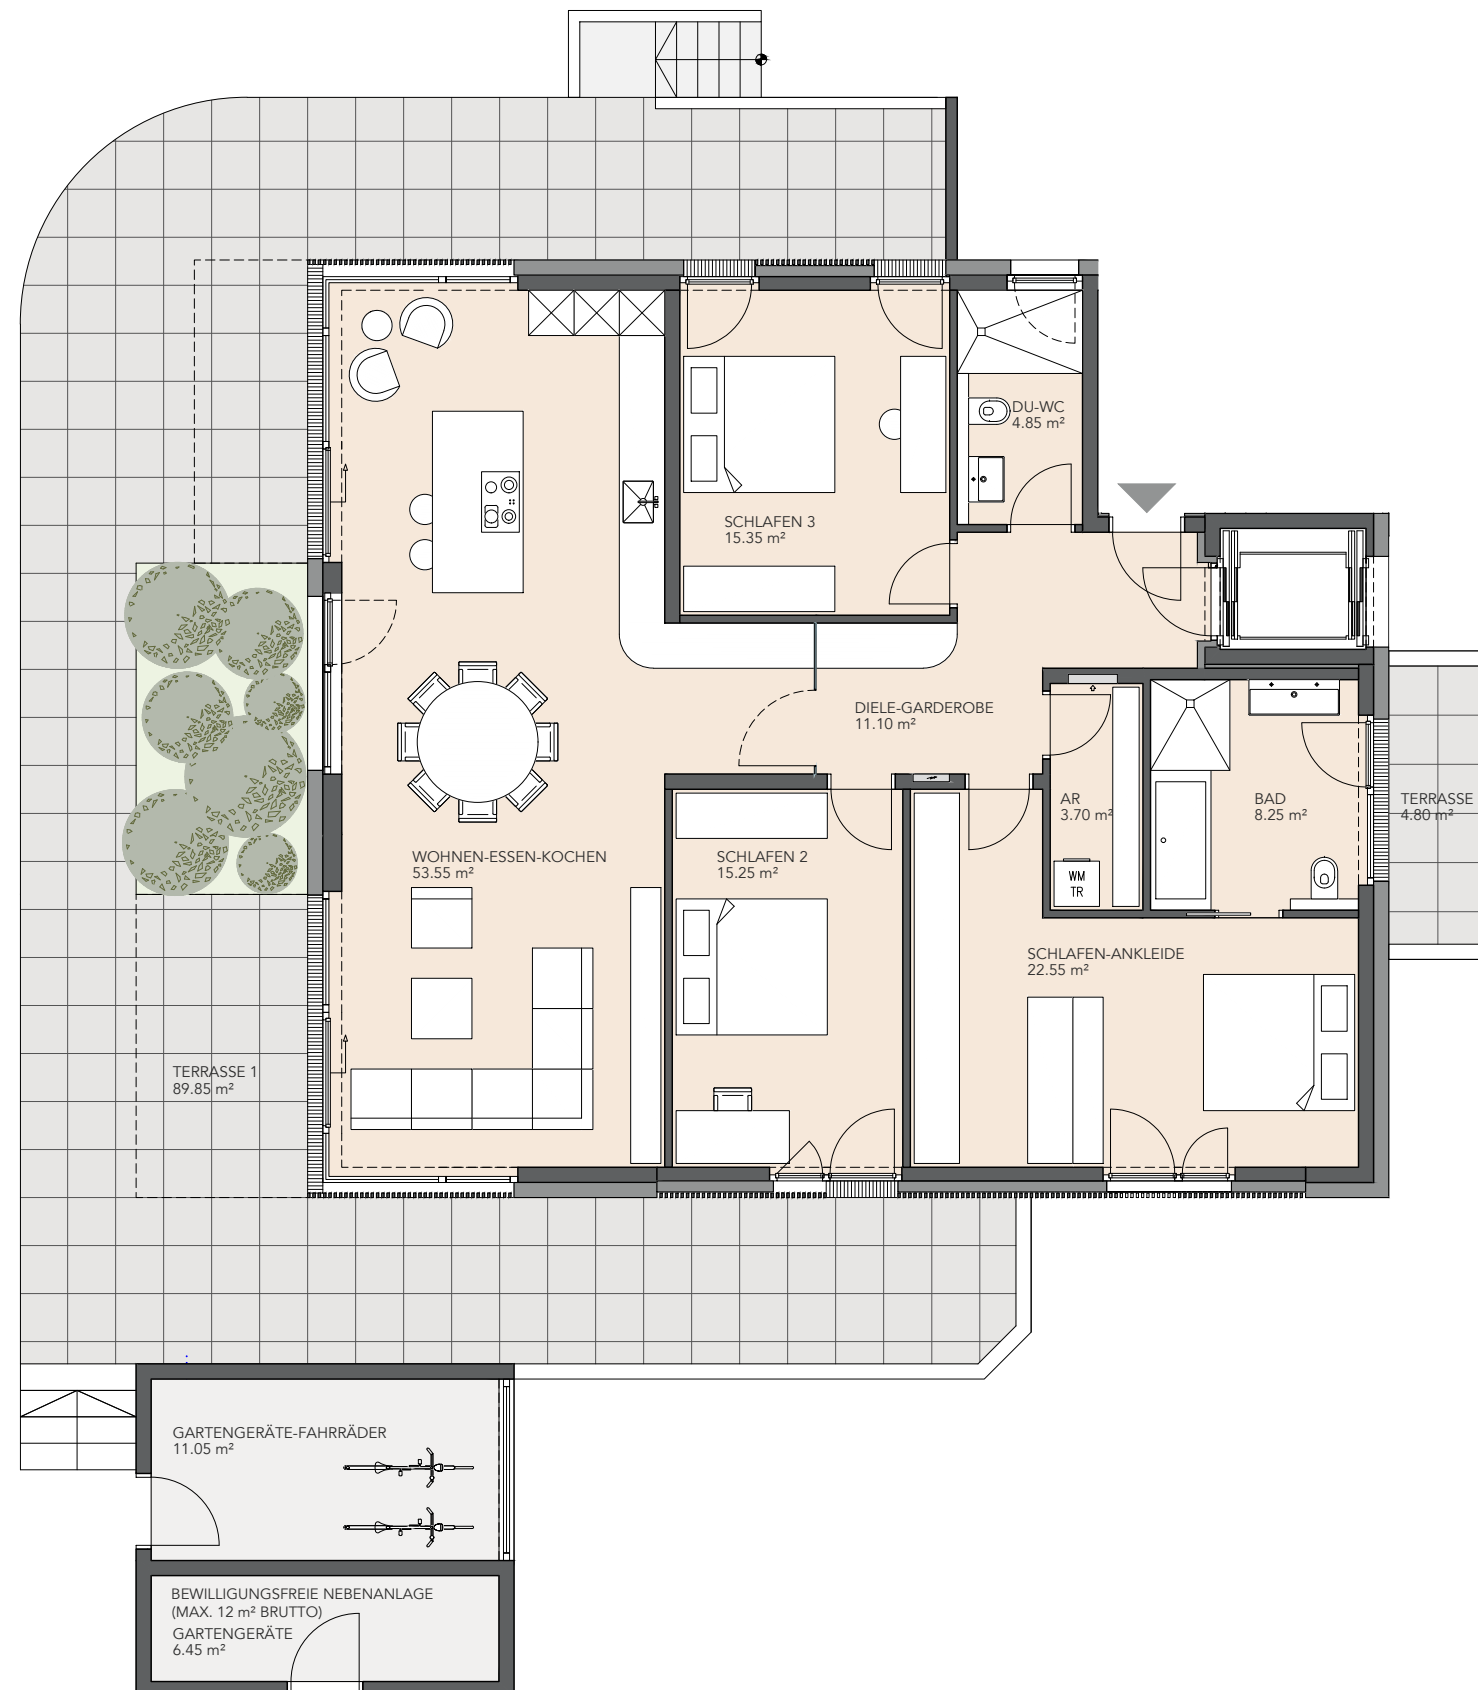 DU-WC
4.85 m²
SCHLAFEN 3
15.35 m²
DIELE-GARDEROBE
11.10 m²
AR
3.70 m²
BAD
8.25 m²
TERRASSE
4.80 m²
WOHNEN-ESSEN-KOCHEN
53.55 m²
SCHLAFEN 2
15.25 m²
WM
TR
SCHLAFEN-ANKLEIDE
22.55 m²
TERRASSE 1
89.85 m²
GARTENGERÄTE-FAHRRÄDER
11.05 m²
BEWILLIGUNGSFREIE NEBENANLAGE
(MAX. 12 m² BRUTTO)
GARTENGERÄTE
6.45 m²